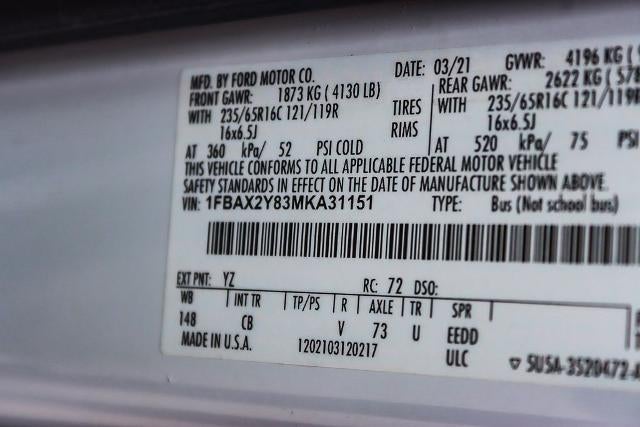 MFD. BY FORD MOTOR CO. DATE: 03/21 GVWR: 4196 KG (
FRONT GAWR: 1873 KG ( 4130 LB) REAR GAWR: 2622 KG ( 578
WITH 235/65R16C 121/119R TIRES WITH 235/65R16C 121/119
16x6.5J RIMS 16x6.5J
AT 360 kPa/ 52 PSI COLD AT 520 kPa/ 75 PSI
THIS VEHICLE CONFORMS TO ALL APPLICABLE FEDERAL MOTOR VEHICLE
SAFETY STANDARDS IN EFFECT ON THE DATE OF MANUFACTURE SHOWN ABOVE.
VIN: 1FBAX2Y83MKA31151 TYPE: Bus (Not school bus)
EXT PNT: YZ RC: 72 DSO:
WB INT TR TP/PS R AXLE TR SPR
148 CB V 73 U EEDD
MADE IN U.S.A. 1202103120217 ULC ▽ 5U5A-3520472-A